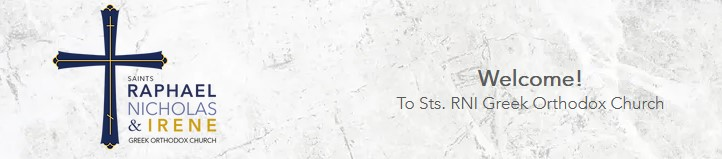 SAINTS
RAPHAEL
NICHOLAS
& IRENE
GREEK ORTHODOX CHURCH
Welcome!
To Sts. RNI Greek Orthodox Church